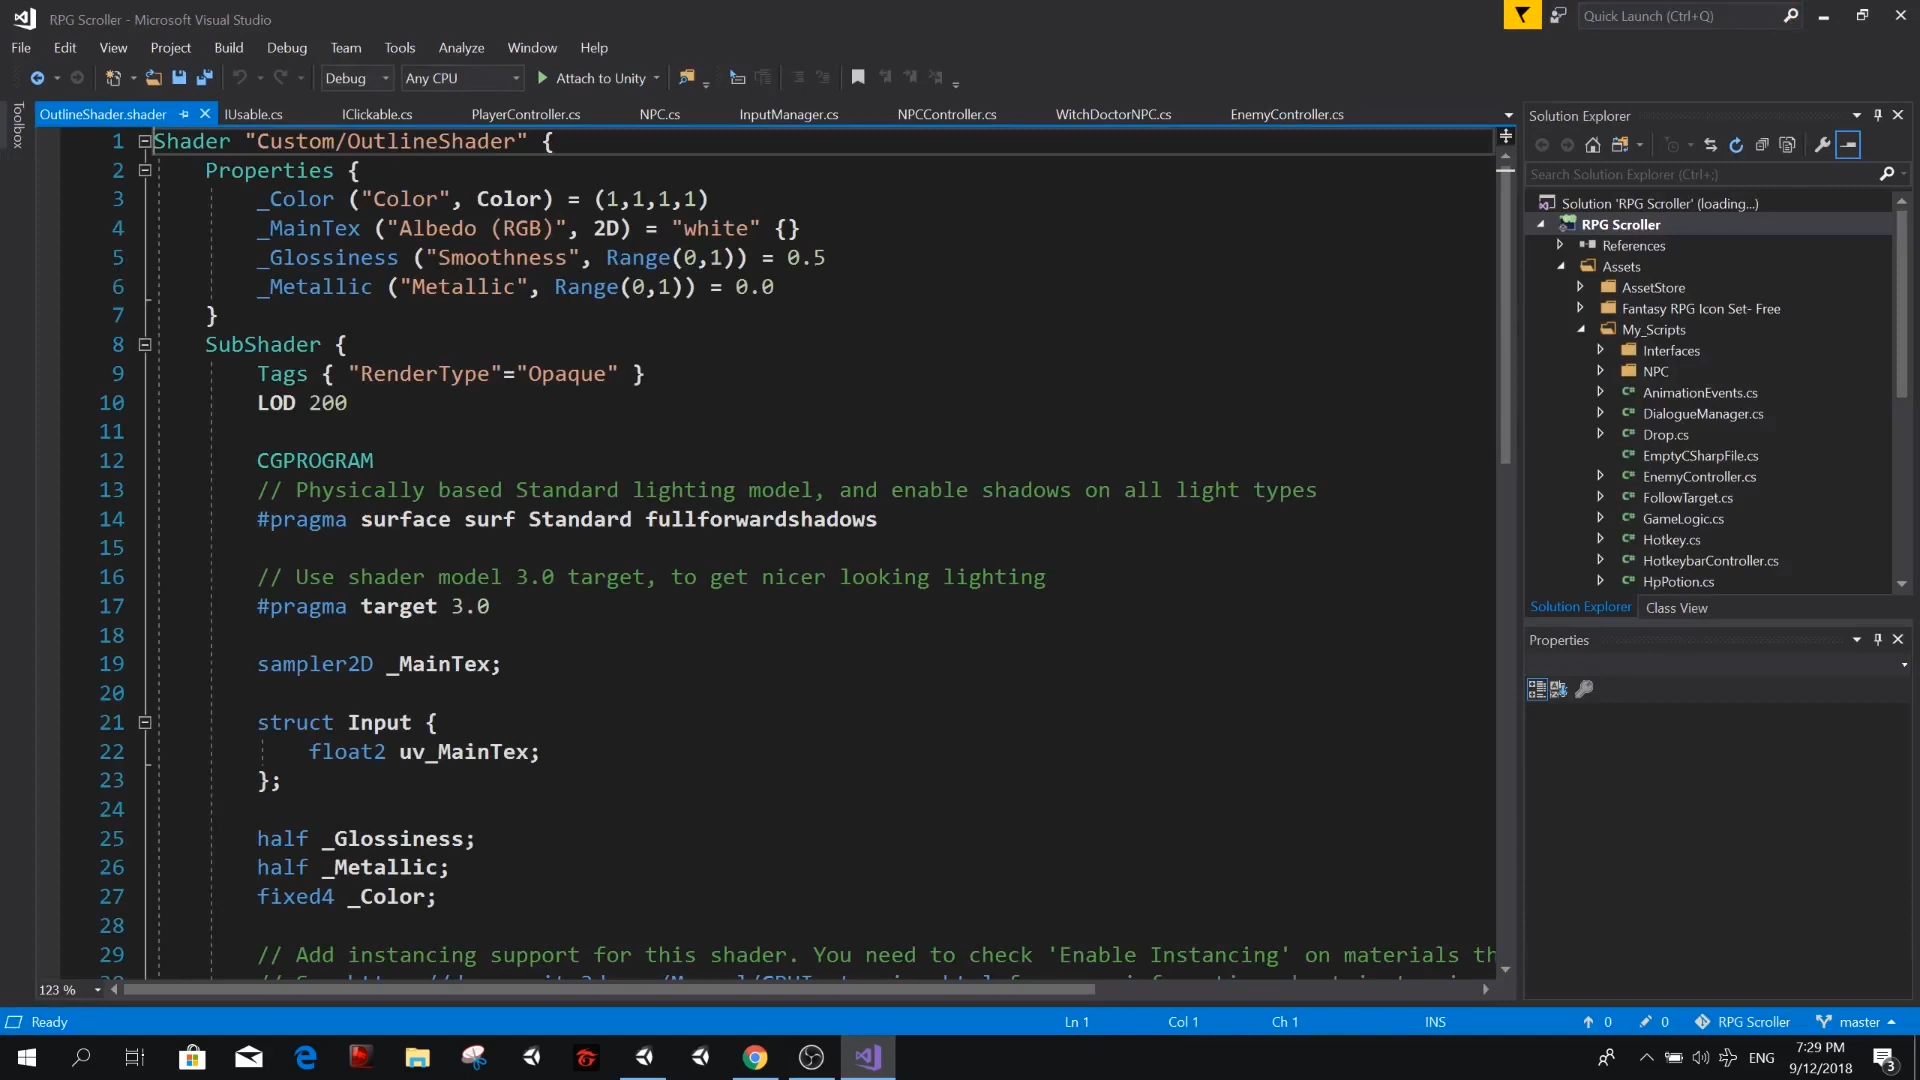 RPG Scroller - Microsoft Visual Studio
Quick Launch (Ctrl+Q)
File Edit View Project Build Debug Team Tools Analyze Window Help
Debug Any CPU Attach to Unity
Toolbox
OutlineShader.shader IUsable.cs IClickable.cs PlayerController.cs NPC.cs InputManager.cs NPCController.cs WitchDoctorNPC.cs EnemyController.cs
1 Shader "Custom/OutlineShader" {
2 Properties {
3 _Color ("Color", Color) = (1,1,1,1)
4 _MainTex ("Albedo (RGB)", 2D) = "white" {}
5 _Glossiness ("Smoothness", Range(0,1)) = 0.5
6 _Metallic ("Metallic", Range(0,1)) = 0.0
7 }
8 SubShader {
9 Tags { "RenderType"="Opaque" }
10 LOD 200
11
12 CGPROGRAM
13 // Physically based Standard lighting model, and enable shadows on all light types
14 #pragma surface surf Standard fullforwardshadows
15
16 // Use shader model 3.0 target, to get nicer looking lighting
17 #pragma target 3.0
18
19 sampler2D _MainTex;
20
21 struct Input {
22 float2 uv_MainTex;
23 };
24
25 half _Glossiness;
26 half _Metallic;
27 fixed4 _Color;
28
29 // Add instancing support for this shader. You need to check 'Enable Instancing' on materials th
123 %
Solution Explorer
Search Solution Explorer (Ctrl+;)
Solution 'RPG Scroller' (loading...)
RPG Scroller
References
Assets
AssetStore
Fantasy RPG Icon Set- Free
My_Scripts
Interfaces
NPC
AnimationEvents.cs
DialogueManager.cs
Drop.cs
EmptyCSharpFile.cs
EnemyController.cs
FollowTarget.cs
GameLogic.cs
Hotkey.cs
HotkeybarController.cs
HpPotion.cs
Solution Explorer Class View
Properties
Ready Ln 1 Col 1 Ch 1 INS 0 0 RPG Scroller master
ENG
7:29 PM
9/12/2018
3